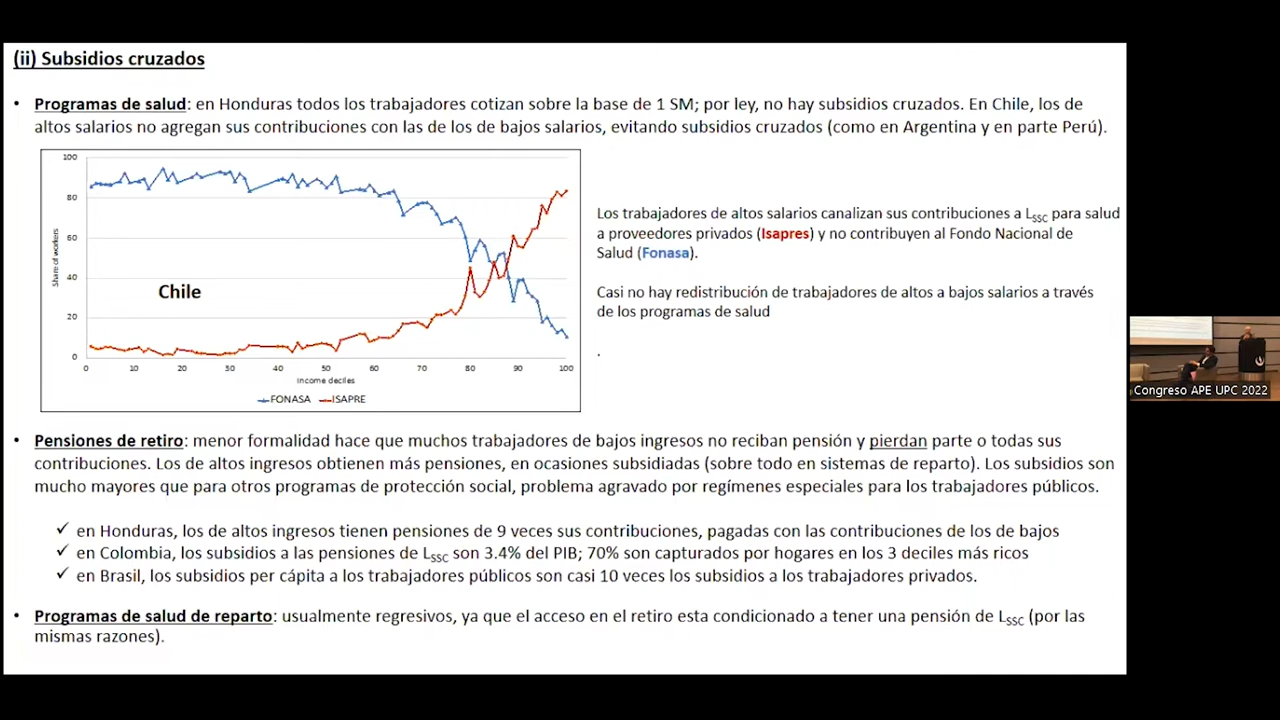 (ii) Subsidios cruzados
• Programas de salud: en Honduras todos los trabajadores cotizan sobre la base de 1 SM; por ley, no hay subsidios cruzados. En Chile, los de
altos salarios no agregan sus contribuciones con las de los de bajos salarios, evitando subsidios cruzados (como en Argentina y en parte Perú).
100
80
60
40
20
0
Share of workers
Chile
0 10 20 30 40 50 60 70 80 90 100
Income deciles
FONASA ISAPRE
Los trabajadores de altos salarios canalizan sus contribuciones a LSSC para salud
a proveedores privados (Isapres) y no contribuyen al Fondo Nacional de
Salud (Fonasa).
Casi no hay redistribución de trabajadores de altos a bajos salarios a través
de los programas de salud
.
• Pensiones de retiro: menor formalidad hace que muchos trabajadores de bajos ingresos no reciban pensión y pierdan parte o todas sus
contribuciones. Los de altos ingresos obtienen más pensiones, en ocasiones subsidiadas (sobre todo en sistemas de reparto). Los subsidios son
mucho mayores que para otros programas de protección social, problema agravado por regímenes especiales para los trabajadores públicos.
✓ en Honduras, los de altos ingresos tienen pensiones de 9 veces sus contribuciones, pagadas con las contribuciones de los de bajos
✓ en Colombia, los subsidios a las pensiones de LSSC son 3.4% del PIB; 70% son capturados por hogares en los 3 deciles más ricos
✓ en Brasil, los subsidios per cápita a los trabajadores públicos son casi 10 veces los subsidios a los trabajadores privados.
• Programas de salud de reparto: usualmente regresivos, ya que el acceso en el retiro esta condicionado a tener una pensión de LSSC (por las
mismas razones).
Congreso APE UPC 2022